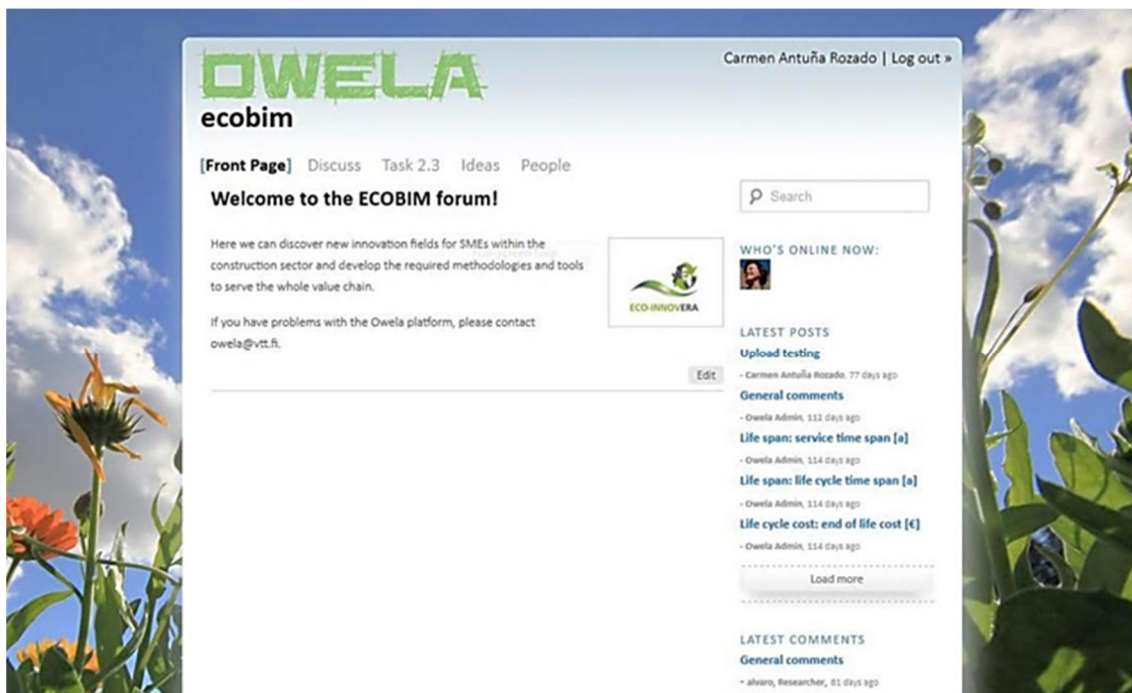 OWELA
ecobim
Carmen Antuña Rozado | Log out »
[Front Page] Discuss Task 2.3 Ideas People
Welcome to the ECOBIM forum!
Here we can discover new innovation fields for SMEs within the
construction sector and develop the required methodologies and tools
to serve the whole value chain.
If you have problems with the Owela platform, please contact
owela@vtt.fi.
ECO-INNOVERA
Edit
Search
WHO'S ONLINE NOW:
LATEST POSTS
Upload testing
- Carmen Antuña Rozado, 77 days ago
General comments
- Owela Admin, 112 days ago
Life span: service time span [a]
- Owela Admin, 114 days ago
Life span: life cycle time span [a]
- Owela Admin, 114 days ago
Life cycle cost: end of life cost [€]
- Owela Admin, 114 days ago
Load more
LATEST COMMENTS
General comments
- alvaro, Researcher, 61 days ago